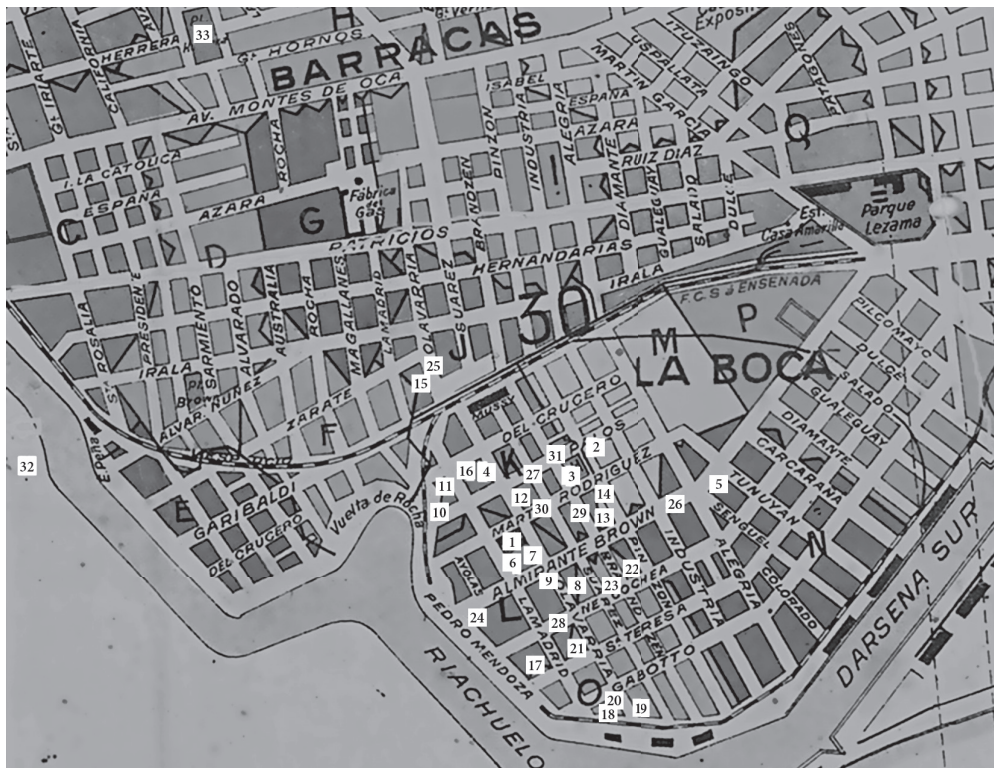 33
Pl.
H
Gt. HORNOS
HERRERA
CALIFORNIA
Gt. IRIARTE
BARRACAS
AV. MONTES DE OCA
ITUZAINGO
USPALLATA
MARTIN GARCIA
ISABEL
ESPAÑA
AZARA
RUIZ DIAZ
Q
I. LA CATOLICA
ESPAÑA
AZARA
ROCHA
Fábrica
Gas
C
G
D
I
PATRICIOS
BRANDZEN
PINZON
INDUSTRIA
ALEGRIA
DIAMANTE
GUALEGUAY
SALADO
DULCE
Est.
Casa Amarilla
Parque
Lezama
HERNANDARIAS
IRALA
F.C.S á ENSENADA
30
J
M
P
LA BOCA
PRESIDENTE
SARMIENTO
ALVARADO
AUSTRALIA
ROCHA
MAGALLANES
LAMADRID
OLAVARRIA
SUAREZ
STA ROSALIA
IRALA
ALVAR NUÑEZ
ZARATE
F
25
15
MUSSY
PILCOMAYO
DULCE
SALADO
GUALEGUAY
DIAMANTE
CARCARAÑA
TUNUYAN
SENGUEL
ALEGRIA
COLORADO
N
32
E
GARIBALDI
DEL CRUCERO
Vuelta de Rocha
DEL CRUCERO
K
RODRIGUEZ
31
2
16
4
27
3
11
12
14
5
10
30
29
13
26
1
6
7
ALMIRANTE BROWN
9
8
23
22
INDUSTRIA
AYOLAS
PEDRO MENDOZA
24
L
LAMADRID
28
21
17
STA TERESA
GABOTTO
O
20
18
19
RIACHUELO
DARSENA SUR